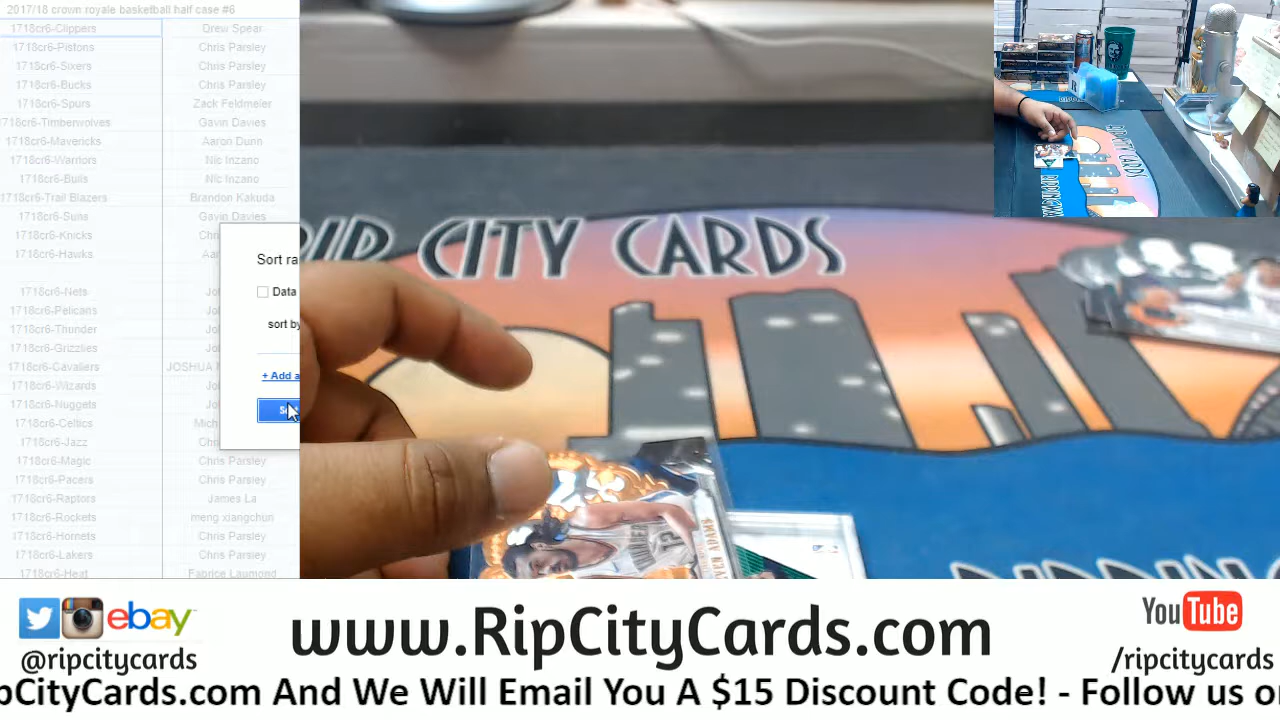 2017/18 crown royale basketball half case #6
1718cr6-Clippers Drew Spear
1718cr6-Pistons Chris Parsley
1718cr6-Sixers Chris Parsley
1718cr6-Bucks Chris Parsley
1718cr6-Spurs Zack Feldmeier
1718cr6-Timberwolves Gavin Davies
1718cr6-Mavericks Aaron Dunn
1718cr6-Warriors Nic Inzano
1718cr6-Bulls Nic Inzano
1718cr6-Trail Blazers Brandon Kakuda
1718cr6-Suns Gavin Davies
1718cr6-Knicks
1718cr6-Hawks
1718cr6-Nets
1718cr6-Pelicans
1718cr6-Thunder
1718cr6-Grizzlies
1718cr6-Cavaliers JOSHUA
1718cr6-Wizards
1718cr6-Nuggets
1718cr6-Celtics
1718cr6-Jazz
1718cr6-Magic Chris Parsley
1718cr6-Pacers Chris Parsley
1718cr6-Raptors James La
1718cr6-Rockets meng xiangchun
1718cr6-Hornets Chris Parsley
1718cr6-Lakers Chris Parsley
1718cr6-Heat Fabrice Laumond
Sort ra
Data
sort by
+ Add a
RIP CITY CARDS
ebay
@ripcitycards
www.RipCityCards.com
YouTube
/ripcitycards
pCityCards.com And We Will Email You A $15 Discount Code! - Follow us o